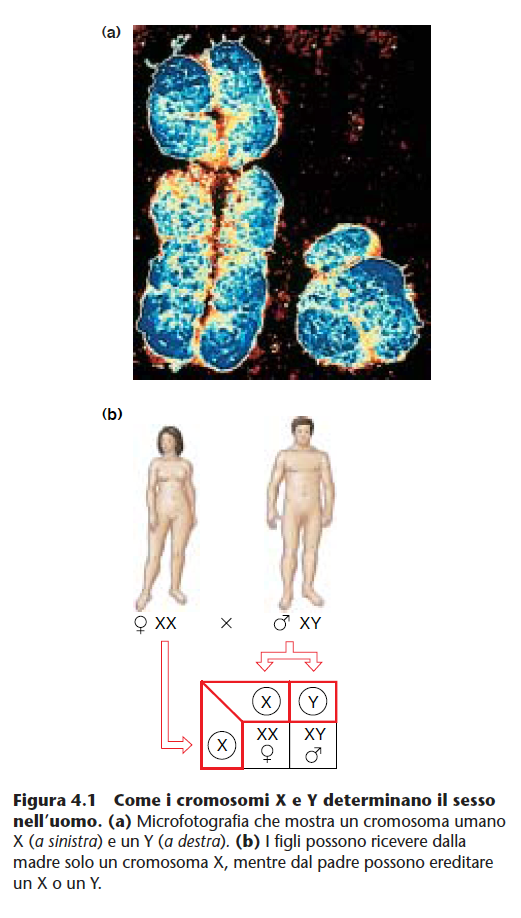 (a)
(b)
♀ XX × ♂ XY
X Y
X XX XY
♀ ♂
Figura 4.1 Come i cromosomi X e Y determinano il sesso
nell'uomo. (a) Microfotografia che mostra un cromosoma umano
X (a sinistra) e un Y (a destra). (b) I figli possono ricevere dalla
madre solo un cromosoma X, mentre dal padre possono ereditare
un X o un Y.